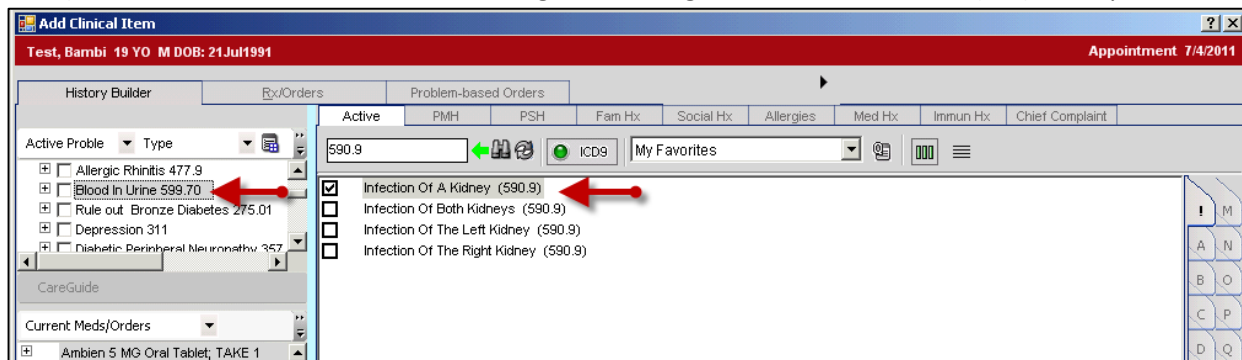 Add Clinical Item
Test, Bambi 19 YO M DOB: 21Jul1991 Appointment 7/4/2011
History Builder Rx/Orders Problem-based Orders
Active PMH PSH Fam Hx Social Hx Allergies Med Hx Immun Hx Chief Complaint
Active Proble Type
590.9 ICD9 My Favorites
Allergic Rhinitis 477.9
Blood In Urine 599.70
Rule out Bronze Diabetes 275.01
Depression 311
Diabetic Peripheral Neuropathy 357
Infection Of A Kidney (590.9)
Infection Of Both Kidneys (590.9)
Infection Of The Left Kidney (590.9)
Infection Of The Right Kidney (590.9)
! M
A N
B O
C P
D Q
CareGuide
Current Meds/Orders
Ambien 5 MG Oral Tablet; TAKE 1